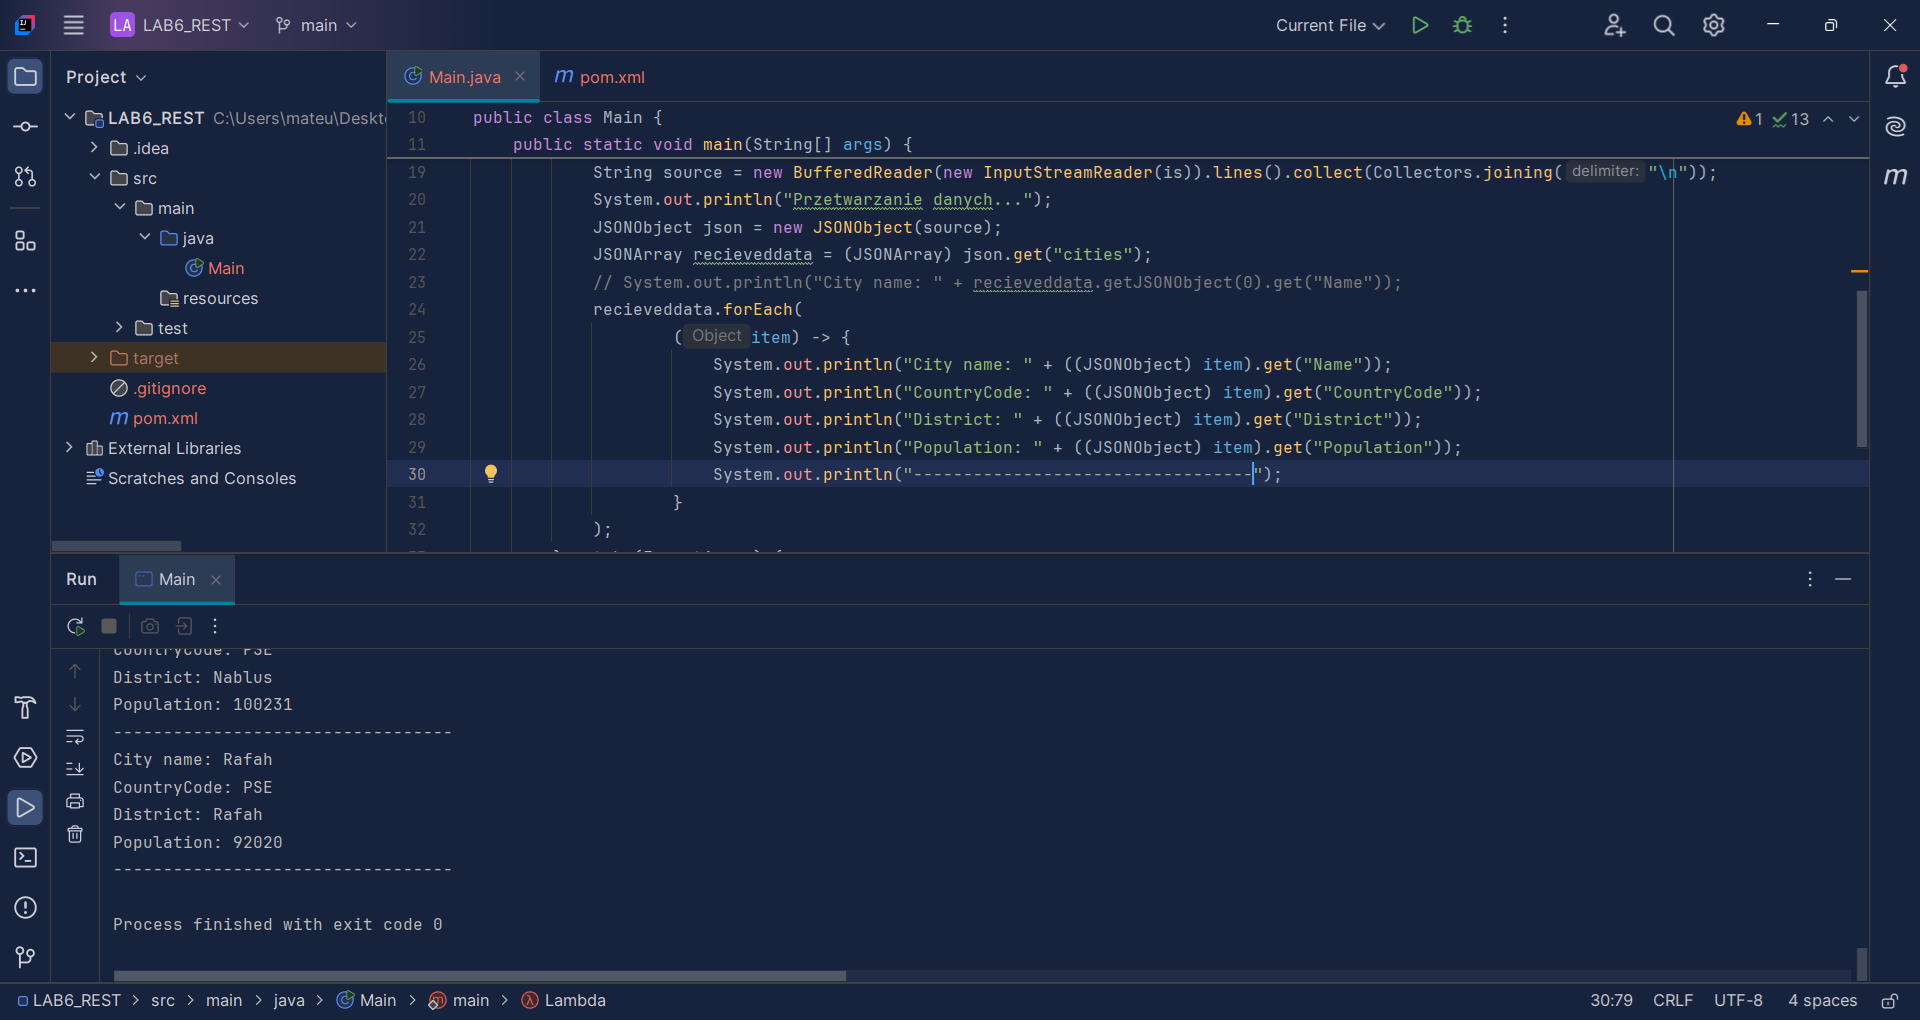 LA LAB6_REST main Current File
Project
Main.java
m pom.xml
LAB6_REST C:\Users\mateu\Deskt
.idea
src
main
java
Main
resources
test
target
.gitignore
m pom.xml
External Libraries
Scratches and Consoles
1 13
10 public class Main {
11 public static void main(String[] args) {
19 String source = new BufferedReader(new InputStreamReader(is)).lines().collect(Collectors.joining( delimiter: "\n"));
20 System.out.println("Przetwarzanie danych...");
21 JSONObject json = new JSONObject(source);
22 JSONArray recieveddata = (JSONArray) json.get("cities");
23 // System.out.println("City name: " + recieveddata.getJSONObject(0).get("Name"));
24 recieveddata.forEach(
25 ( Object item) -> {
26 System.out.println("City name: " + ((JSONObject) item).get("Name"));
27 System.out.println("CountryCode: " + ((JSONObject) item).get("CountryCode"));
28 System.out.println("District: " + ((JSONObject) item).get("District"));
29 System.out.println("Population: " + ((JSONObject) item).get("Population"));
30 System.out.println("----------------------------------");
31 }
32 );
Run Main
CountryCode: PSE
District: Nablus
Population: 100231
----------------------------------
City name: Rafah
CountryCode: PSE
District: Rafah
Population: 92020
----------------------------------
Process finished with exit code 0
LAB6_REST > src > main > java > Main > m main > λ Lambda
30:79 CRLF UTF-8 4 spaces